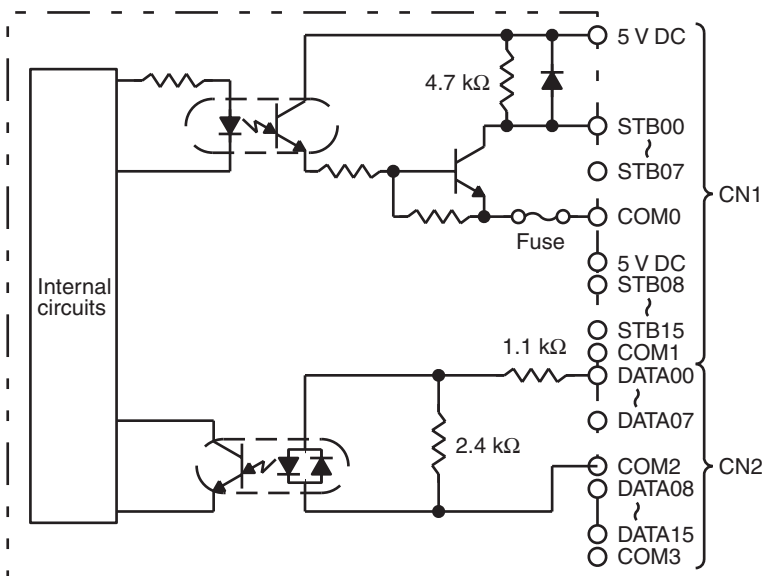 5 V DC
4.7 kΩ
STB00
~
STB07
CN1
COM0
Fuse
5 V DC
STB08
~
STB15
Internal
circuits
1.1 kΩ
COM1
DATA00
~
DATA07
2.4 kΩ
COM2
CN2
DATA08
~
DATA15
COM3